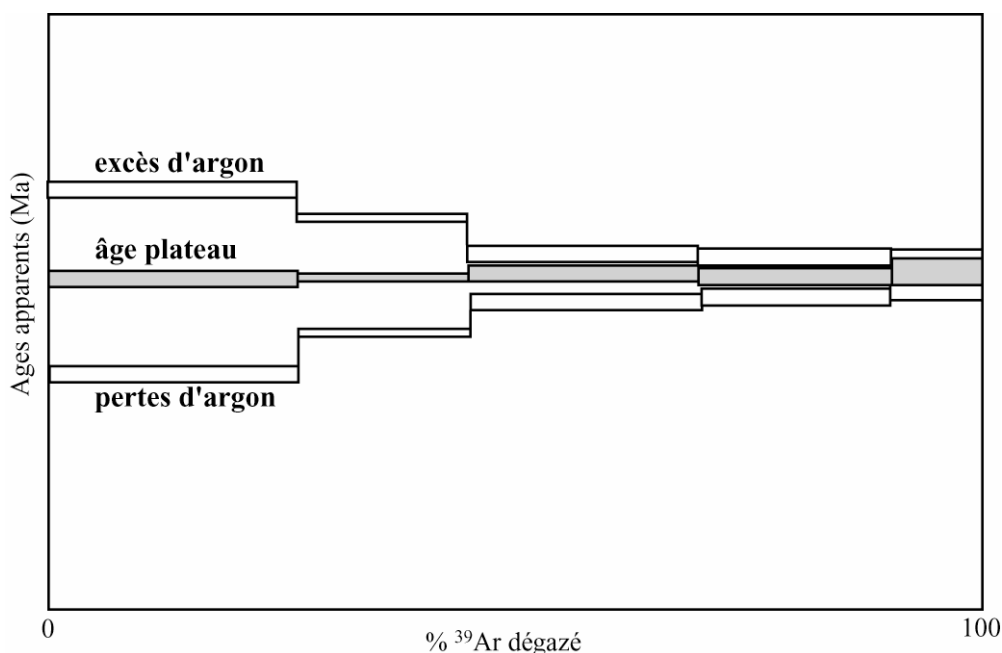 excès d'argon
âge plateau
pertes d'argon
Ages apparents (Ma)
0
% ³⁹Ar dégazé
100